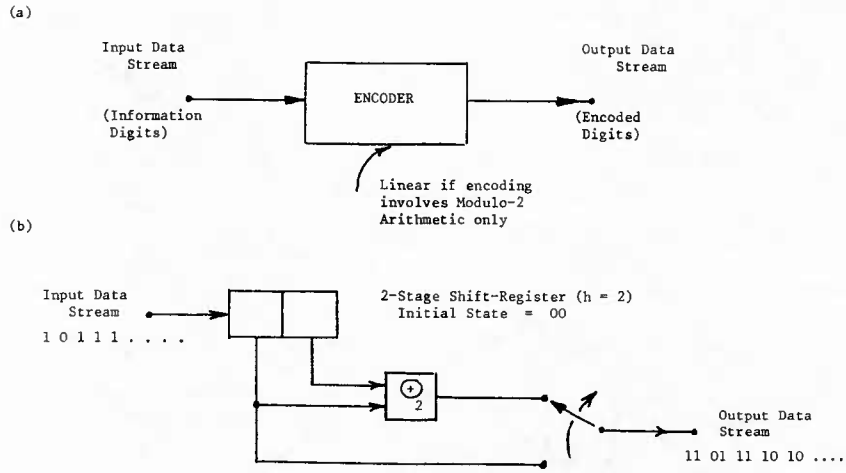 (a)
Input Data
Stream
Output Data
Stream
ENCODER
(Information
Digits)
(Encoded
Digits)
Linear if encoding
involves Modulo-2
Arithmetic only
(b)
Input Data
Stream
1 0 1 1 1 . . . .
2-Stage Shift-Register (h = 2)
Initial State = 00
+
2
Output Data
Stream
11 01 11 10 10 ....